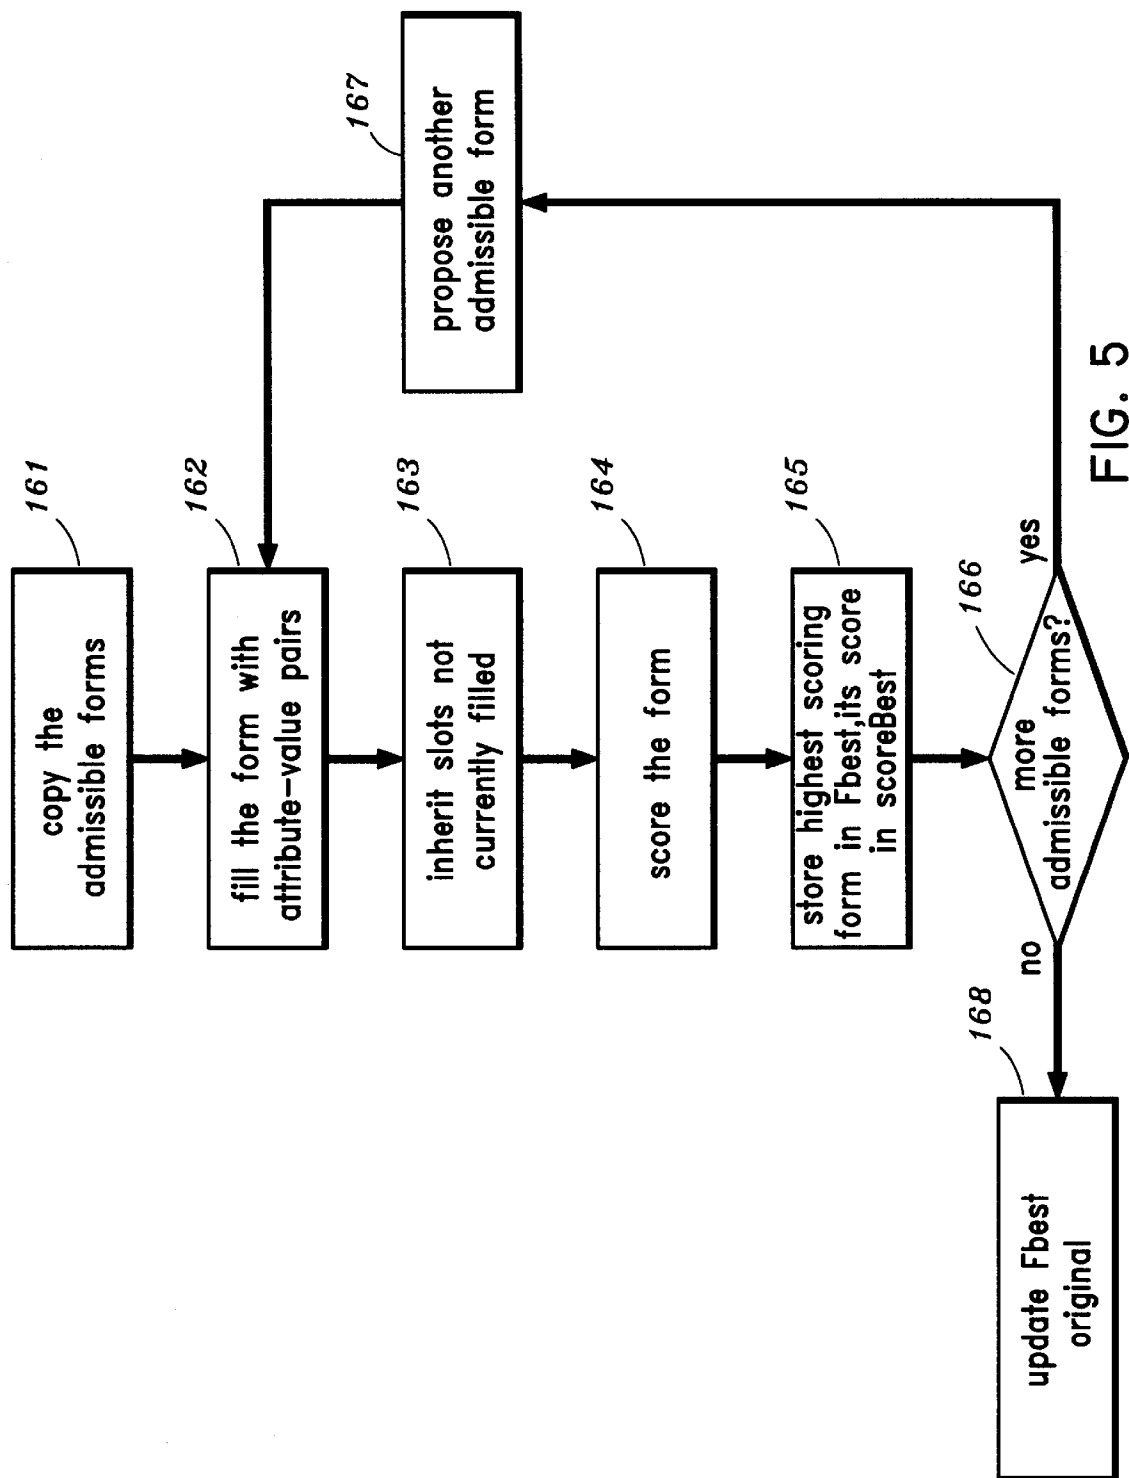 161
copy the
admissible forms
162
fill the form with
attribute-value pairs
163
inherit slots not
currently filled
164
score the form
165
store highest scoring
form in Fbest,its score
in scoreBest
166
more
admissible forms?
yes
no
167
propose another
admissible form
168
update Fbest
original
FIG. 5